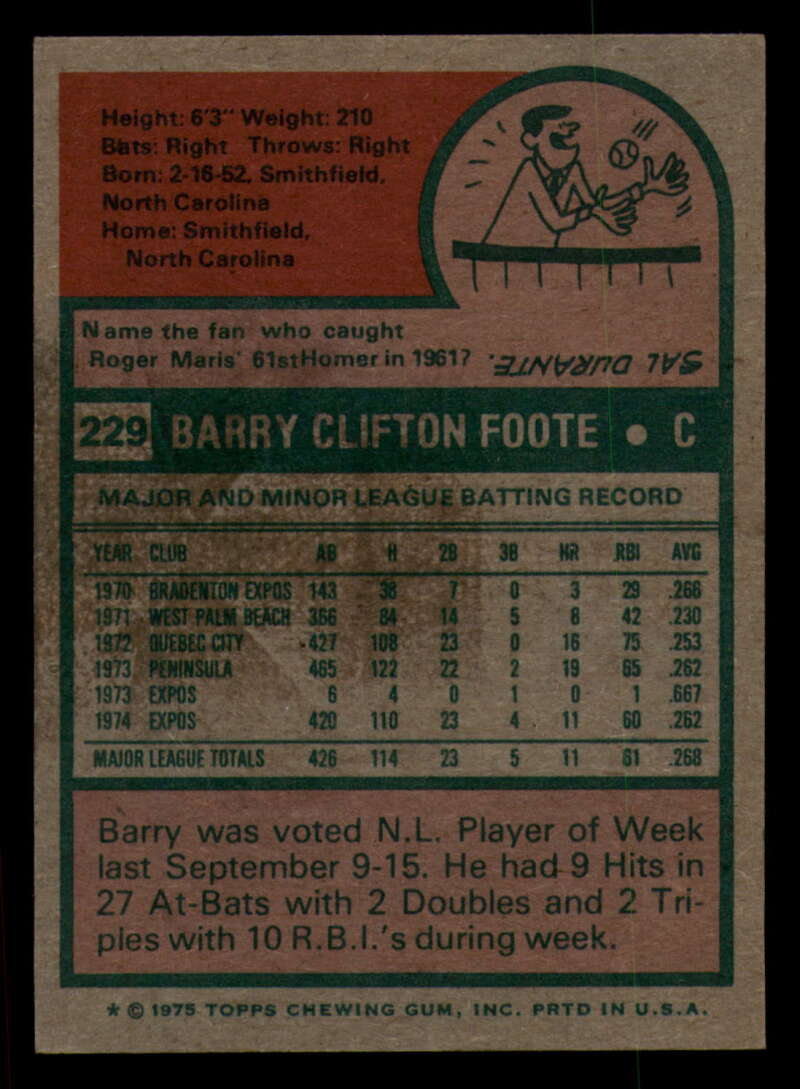 Height: 6'3" Weight: 210
Bats: Right Throws: Right
Born: 2-16-52, Smithfield,
North Carolina
Home: Smithfield,
North Carolina
Name the fan who caught
Roger Maris' 61st Homer in 1961? SAL DURANTE.
229 BARRY CLIFTON FOOTE • C
MAJOR AND MINOR LEAGUE BATTING RECORD
YEAR CLUB AB H 2B 3B HR RBI AVG
1970 BRADENTON EXPOS 143 38 7 0 3 29 .266
1971 WEST PALM BEACH 366 84 14 5 8 42 .230
1972 QUEBEC CITY 427 108 23 0 16 75 .253
1973 PENINSULA 465 122 22 2 19 65 .262
1973 EXPOS 6 4 0 1 0 1 .667
1974 EXPOS 420 110 23 4 11 60 .262
MAJOR LEAGUE TOTALS 426 114 23 5 11 61 .268
Barry was voted N.L. Player of Week
last September 9-15. He had 9 Hits in
27 At-Bats with 2 Doubles and 2 Tri-
ples with 10 R.B.I.'s during week.
* © 1975 TOPPS CHEWING GUM, INC. PRTD IN U.S.A.